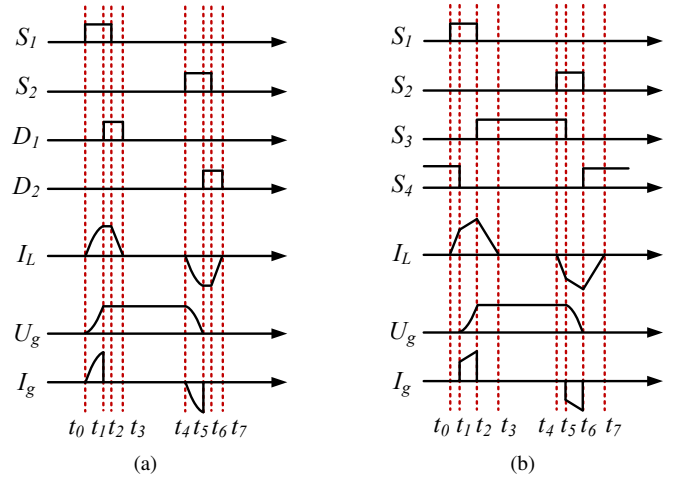 S1
S2
D1
D2
IL
Ug
Ig
t0 t1 t2 t3 t4 t5 t6 t7
(a)
S1
S2
S3
S4
IL
Ug
Ig
t0 t1 t2 t3 t4 t5 t6 t7
(b)